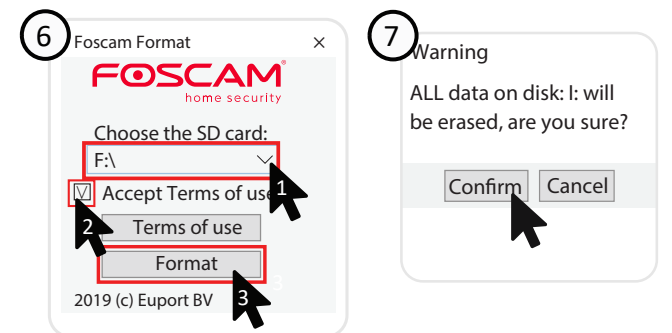 6
Foscam Format ×
FOSCAM
home security
Choose the SD card:
F:\
1
V Accept Terms of use
2
Terms of use
Format
3
3
2019 (c) Euport BV
7
Warning
ALL data on disk: I: will
be erased, are you sure?
Confirm Cancel